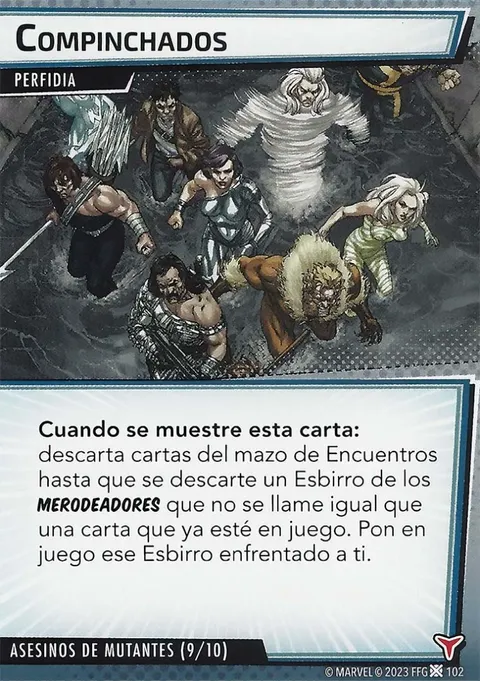 COMPINCHADOS
PERFIDIA
Cuando se muestre esta carta:
descarta cartas del mazo de Encuentros
hasta que se descarte un Esbirro de los
MERODEADORES que no se llame igual que
una carta que ya esté en juego. Pon en
juego ese Esbirro enfrentado a ti.
ASESINOS DE MUTANTES (9/10)
© MARVEL © 2023 FFG 102